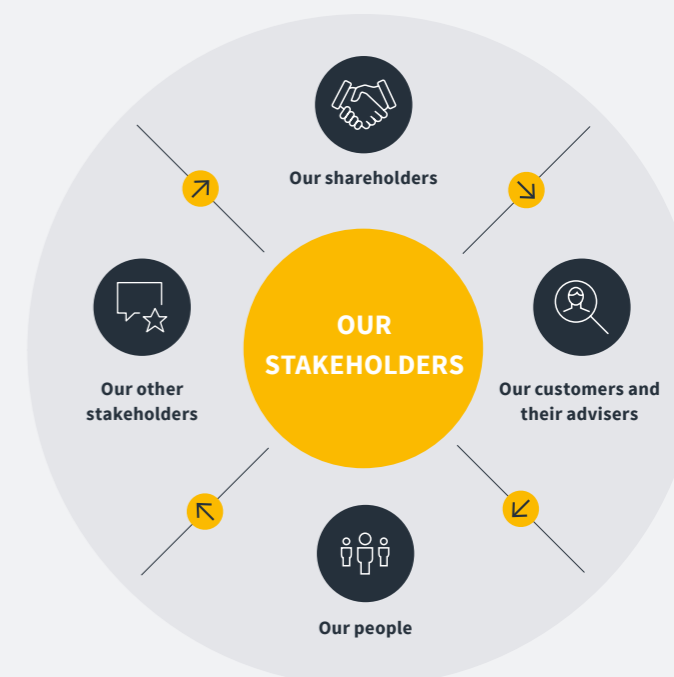 Our shareholders
OUR
STAKEHOLDERS
Our other
stakeholders
Our customers and
their advisers
Our people